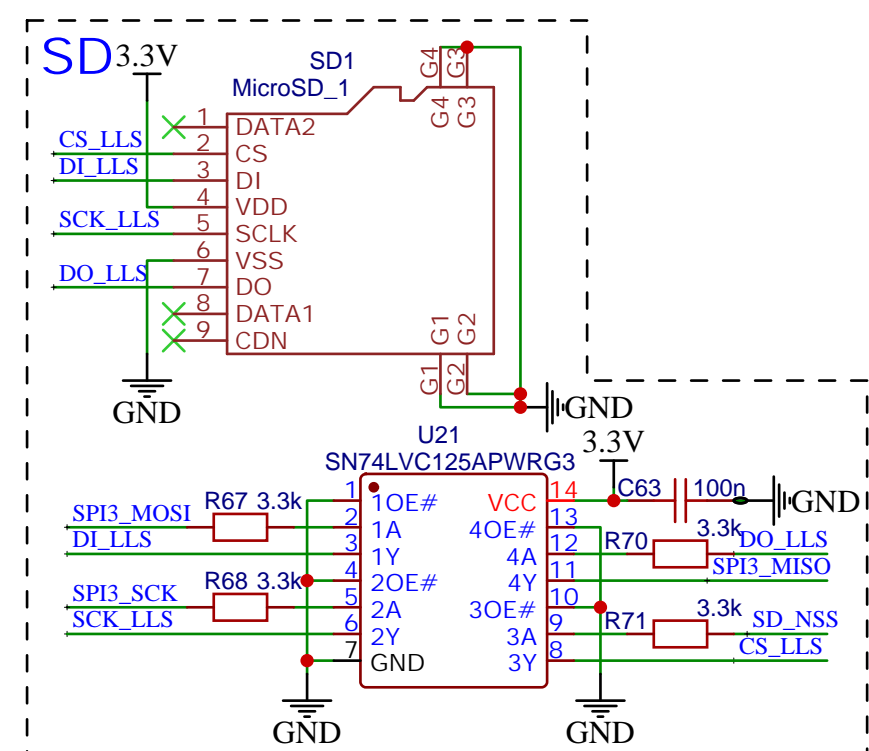 SD
3.3V
SD1
MicroSD_1
G4
G3
G4
G3
1
DATA2
CS_LLS
2
CS
DI_LLS
3
DI
4
VDD
SCK_LLS
5
SCLK
6
VSS
DO_LLS
7
DO
8
DATA1
9
CDN
G1
G2
G1
G2
GND
GND
U21
SN74LVC125APWRG3
3.3V
1
1OE#
VCC
14
C63
100n
GND
SPI3_MOSI
R67
3.3k
2
1A
4OE#
13
DI_LLS
3
1Y
4A
12
R70
3.3k
DO_LLS
4
2OE#
4Y
11
SPI3_MISO
SPI3_SCK
R68
3.3k
5
2A
3OE#
10
SCK_LLS
6
2Y
3A
9
R71
3.3k
SD_NSS
7
GND
3Y
8
CS_LLS
GND
GND